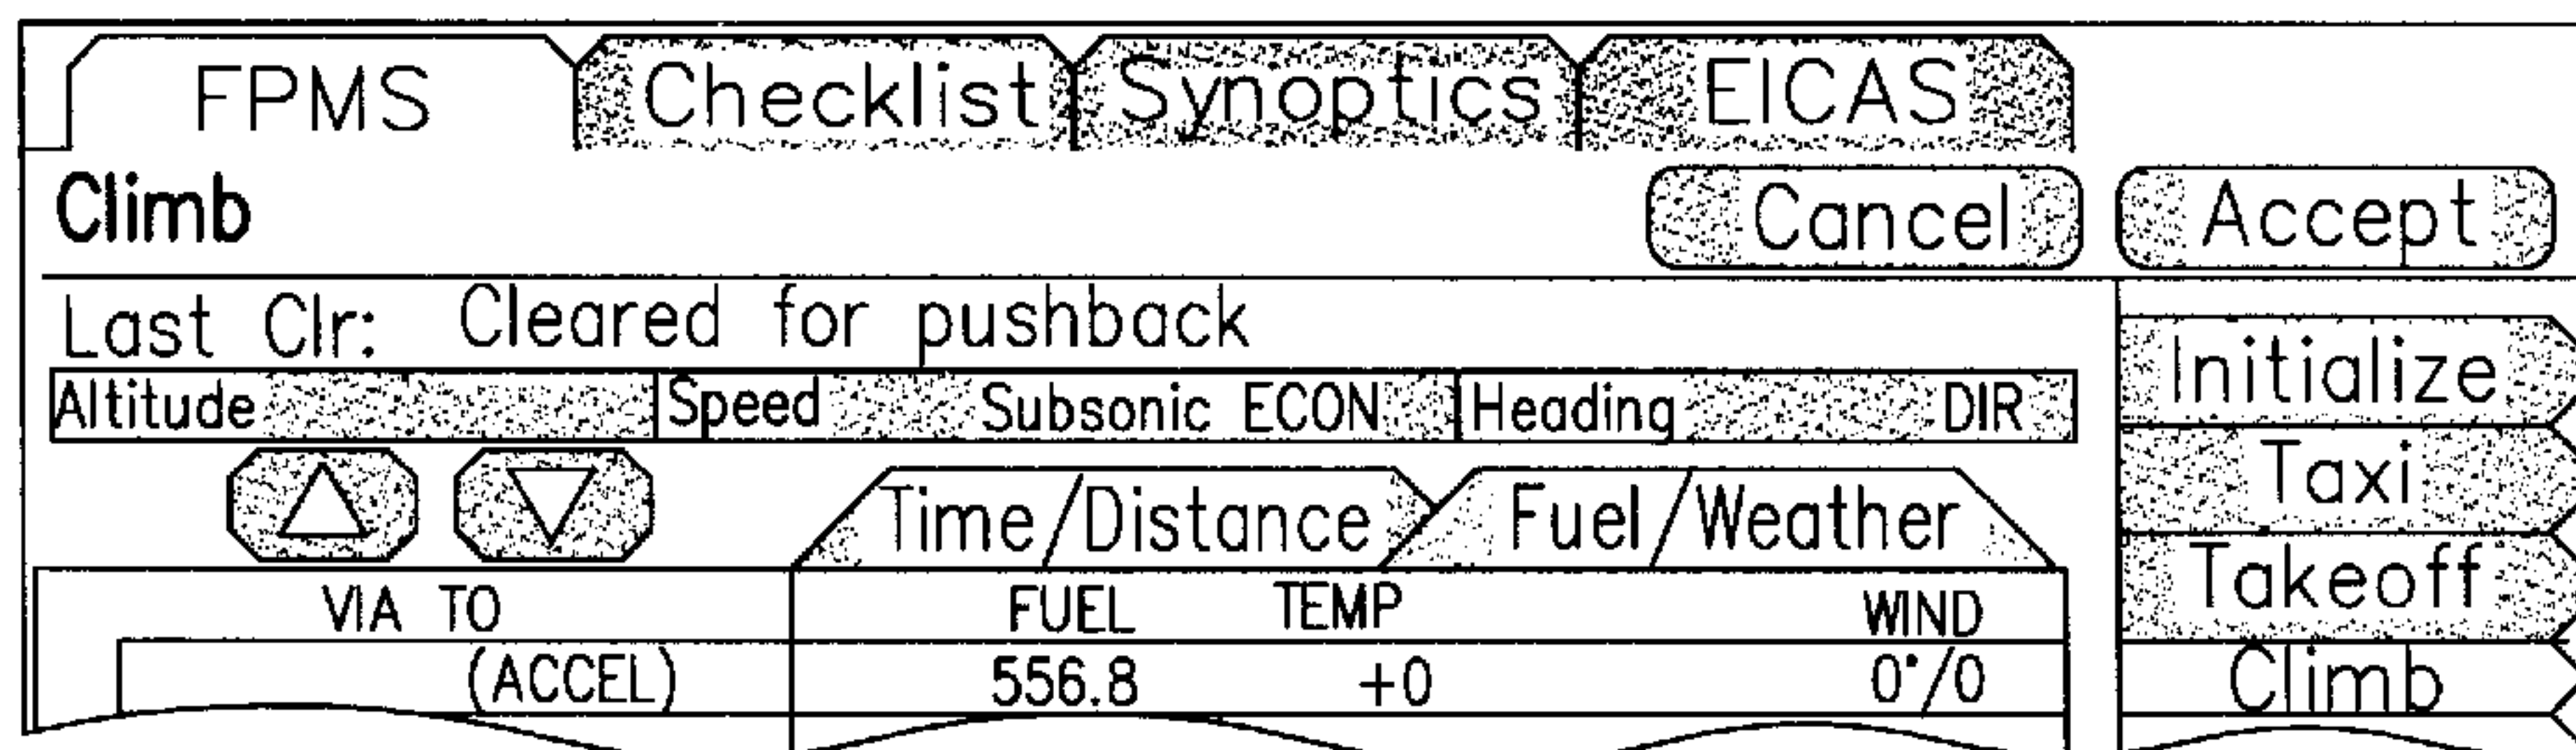 FPMS Checklist Synoptics EICAS
Climb Cancel Accept
Last Clr: Cleared for pushback
Initialize
Altitude Speed Subsonic ECON Heading DIR
Taxi
Time/Distance Fuel/Weather
Takeoff
VIA TO FUEL TEMP WIND
(ACCEL) 556.8 +0 0°/0
Climb